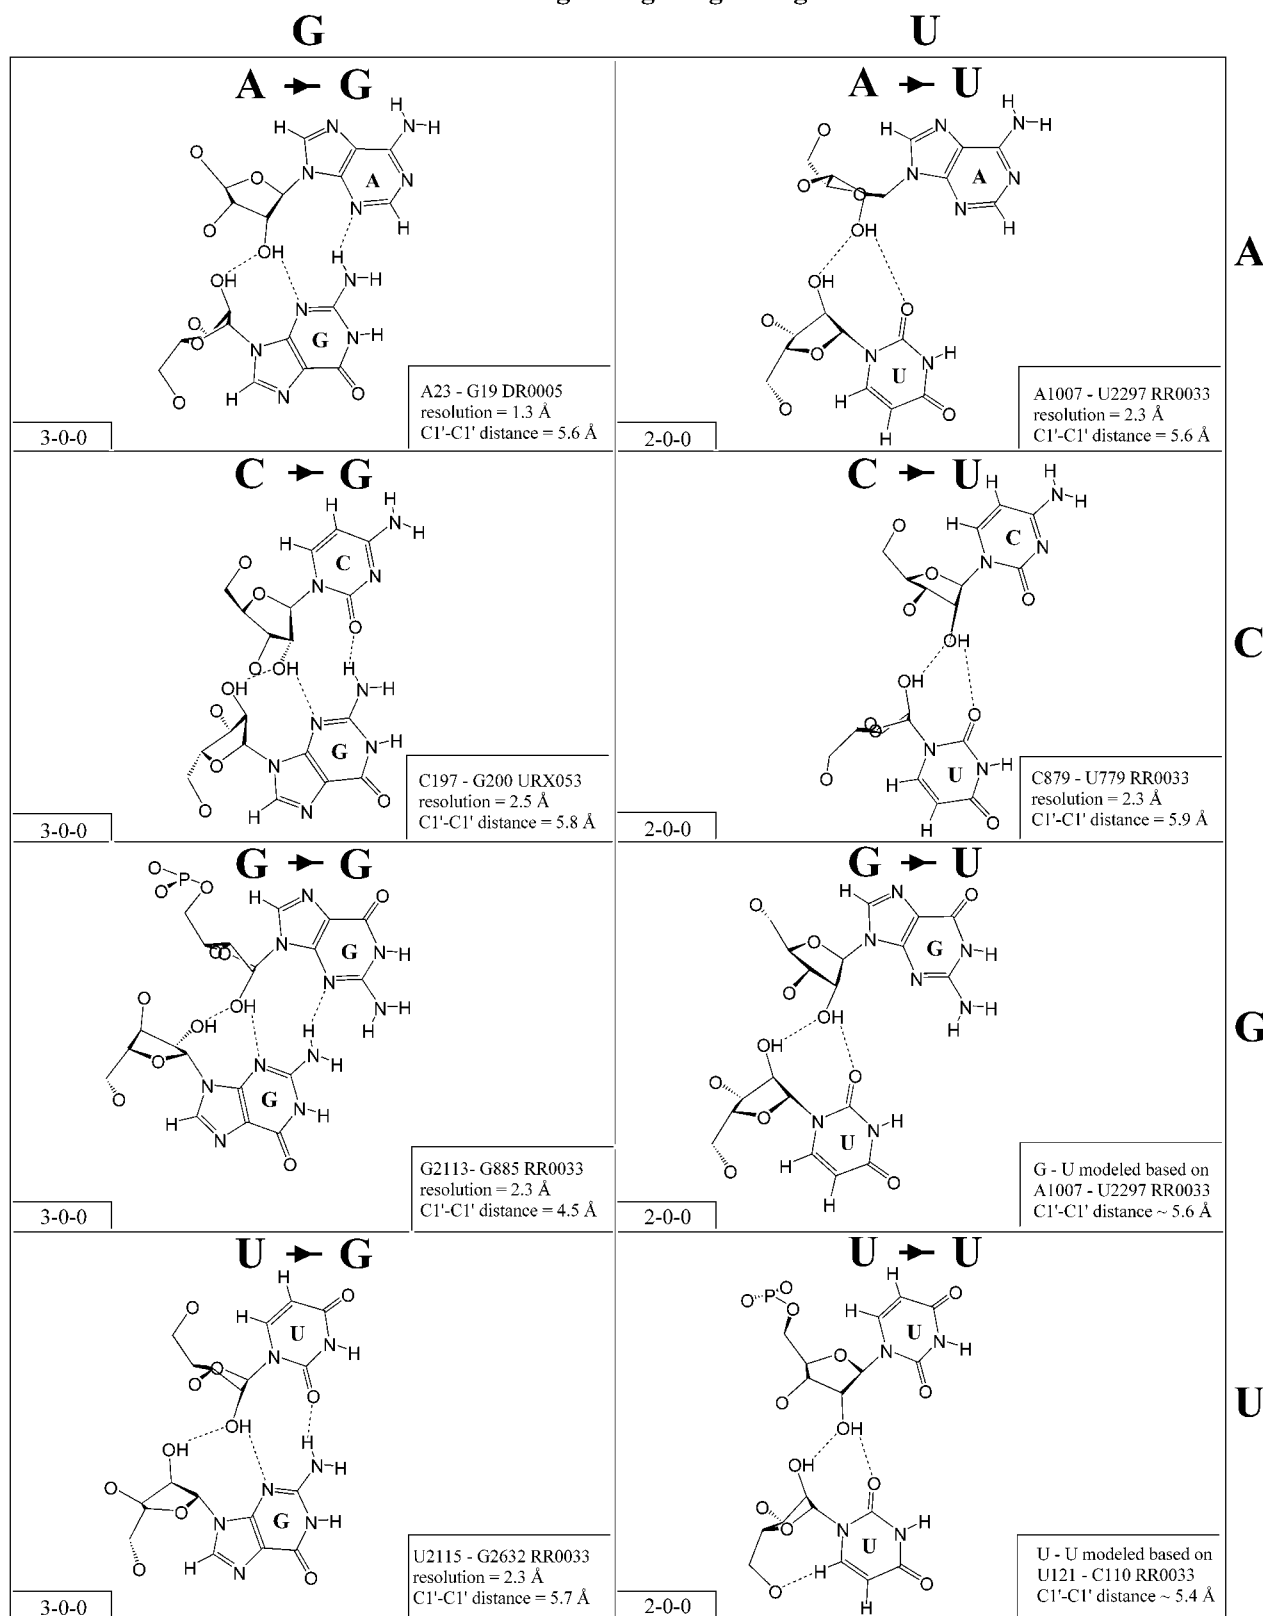 G U
A → G
A
G
A23 - G19 DR0005
resolution = 1.3 Å
C1'-C1' distance = 5.6 Å
3-0-0
A → U
A
U
A1007 - U2297 RR0033
resolution = 2.3 Å
C1'-C1' distance = 5.6 Å
2-0-0
A
C → G
C
G
C197 - G200 URX053
resolution = 2.5 Å
C1'-C1' distance = 5.8 Å
3-0-0
C → U
C
U
C879 - U779 RR0033
resolution = 2.3 Å
C1'-C1' distance = 5.9 Å
2-0-0
C
G → G
G
G
G2113- G885 RR0033
resolution = 2.3 Å
C1'-C1' distance = 4.5 Å
3-0-0
G → U
G
U
G - U modeled based on
A1007 - U2297 RR0033
C1'-C1' distance ~ 5.6 Å
2-0-0
G
U → G
U
G
U2115 - G2632 RR0033
resolution = 2.3 Å
C1'-C1' distance = 5.7 Å
3-0-0
U → U
U
U
U - U modeled based on
U121 - C110 RR0033
C1'-C1' distance ~ 5.4 Å
2-0-0
U